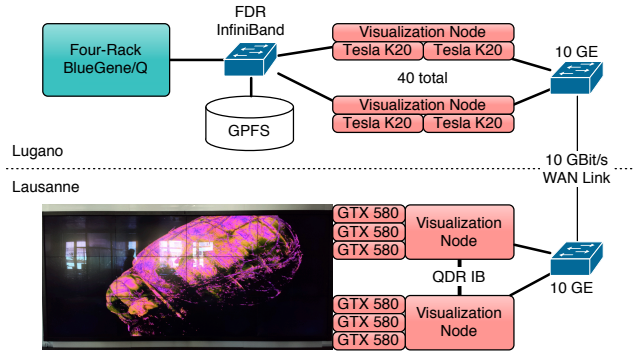 FDR
InfiniBand
Four-Rack
BlueGene/Q
Visualization Node
Tesla K20
Tesla K20
10 GE
40 total
Visualization Node
Tesla K20
Tesla K20
GPFS
Lugano
10 GBit/s
WAN Link
Lausanne
GTX 580
GTX 580
GTX 580
Visualization
Node
QDR IB
10 GE
GTX 580
GTX 580
GTX 580
Visualization
Node